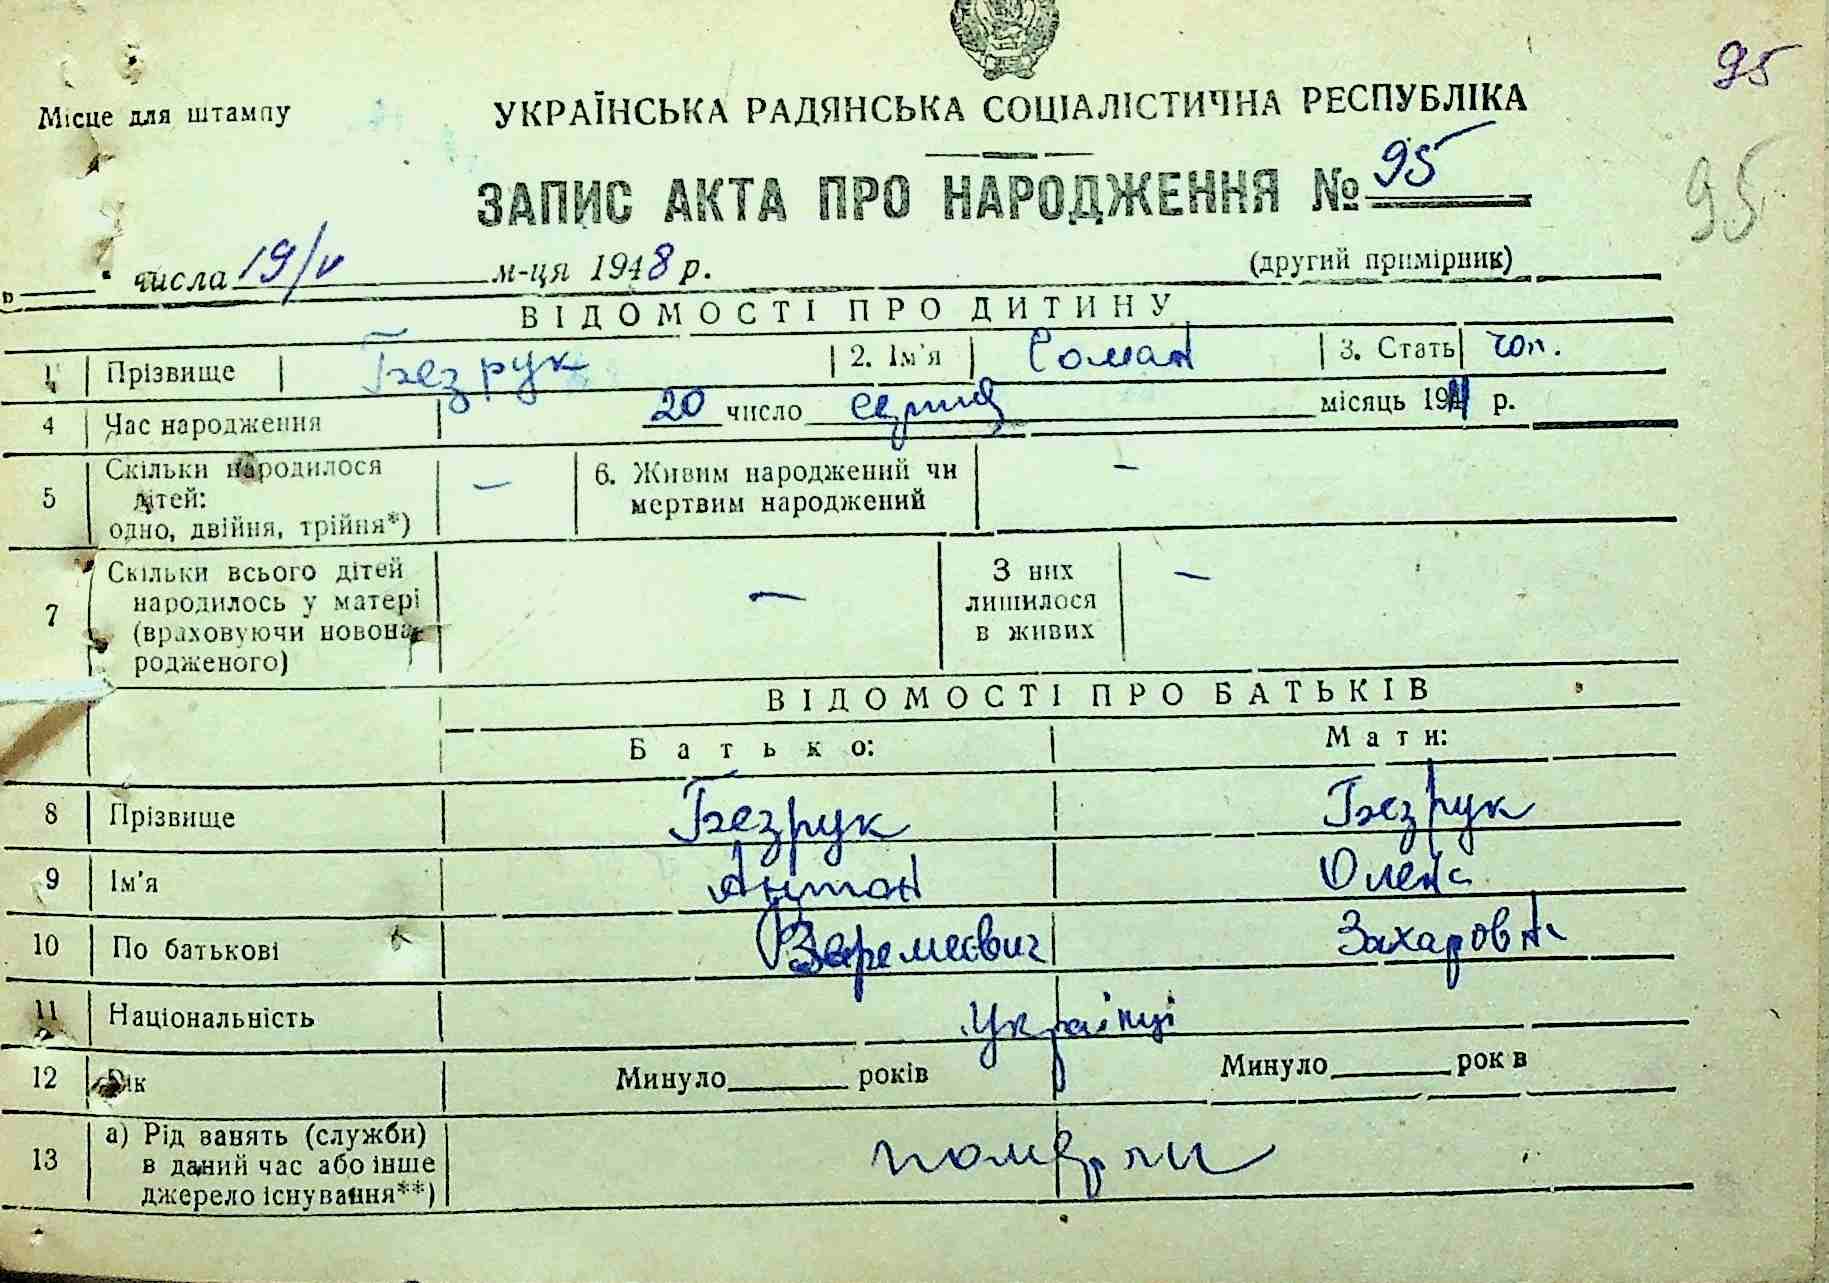 95
Місце для штампу
УКРАЇНСЬКА РАДЯНСЬКА СОЦІАЛІСТИЧНА РЕСПУБЛІКА
ЗАПИС АКТА ПРО НАРОДЖЕННЯ № 95
95
числа 19/V м-ця 1948 р. (другий примірник)
ВІДОМОСТІ ПРО ДИТИНУ
1 Прізвище Безрук 2. Ім'я Роман 3. Стать чол.
4 Час народження 20 число серпня місяць 19 р.
5 Скільки народилося дітей: одно, двійня, трійня*) — 6. Живим народжений чи мертвим народжений —
7 Скільки всього дітей народилось у матері (враховуючи новонародженого) — З них лишилося в живих —
ВІДОМОСТІ ПРО БАТЬКІВ
Батько: Мати:
8 Прізвище Безрук Безрук
9 Ім'я Антон Олена
10 По батькові Веремеєвич Захаровна
11 Національність Українці
12 Вік Минуло роківَ Минуло рок в
13 а) Рід занять (служби) в даний час або інше джерело існування**) померли